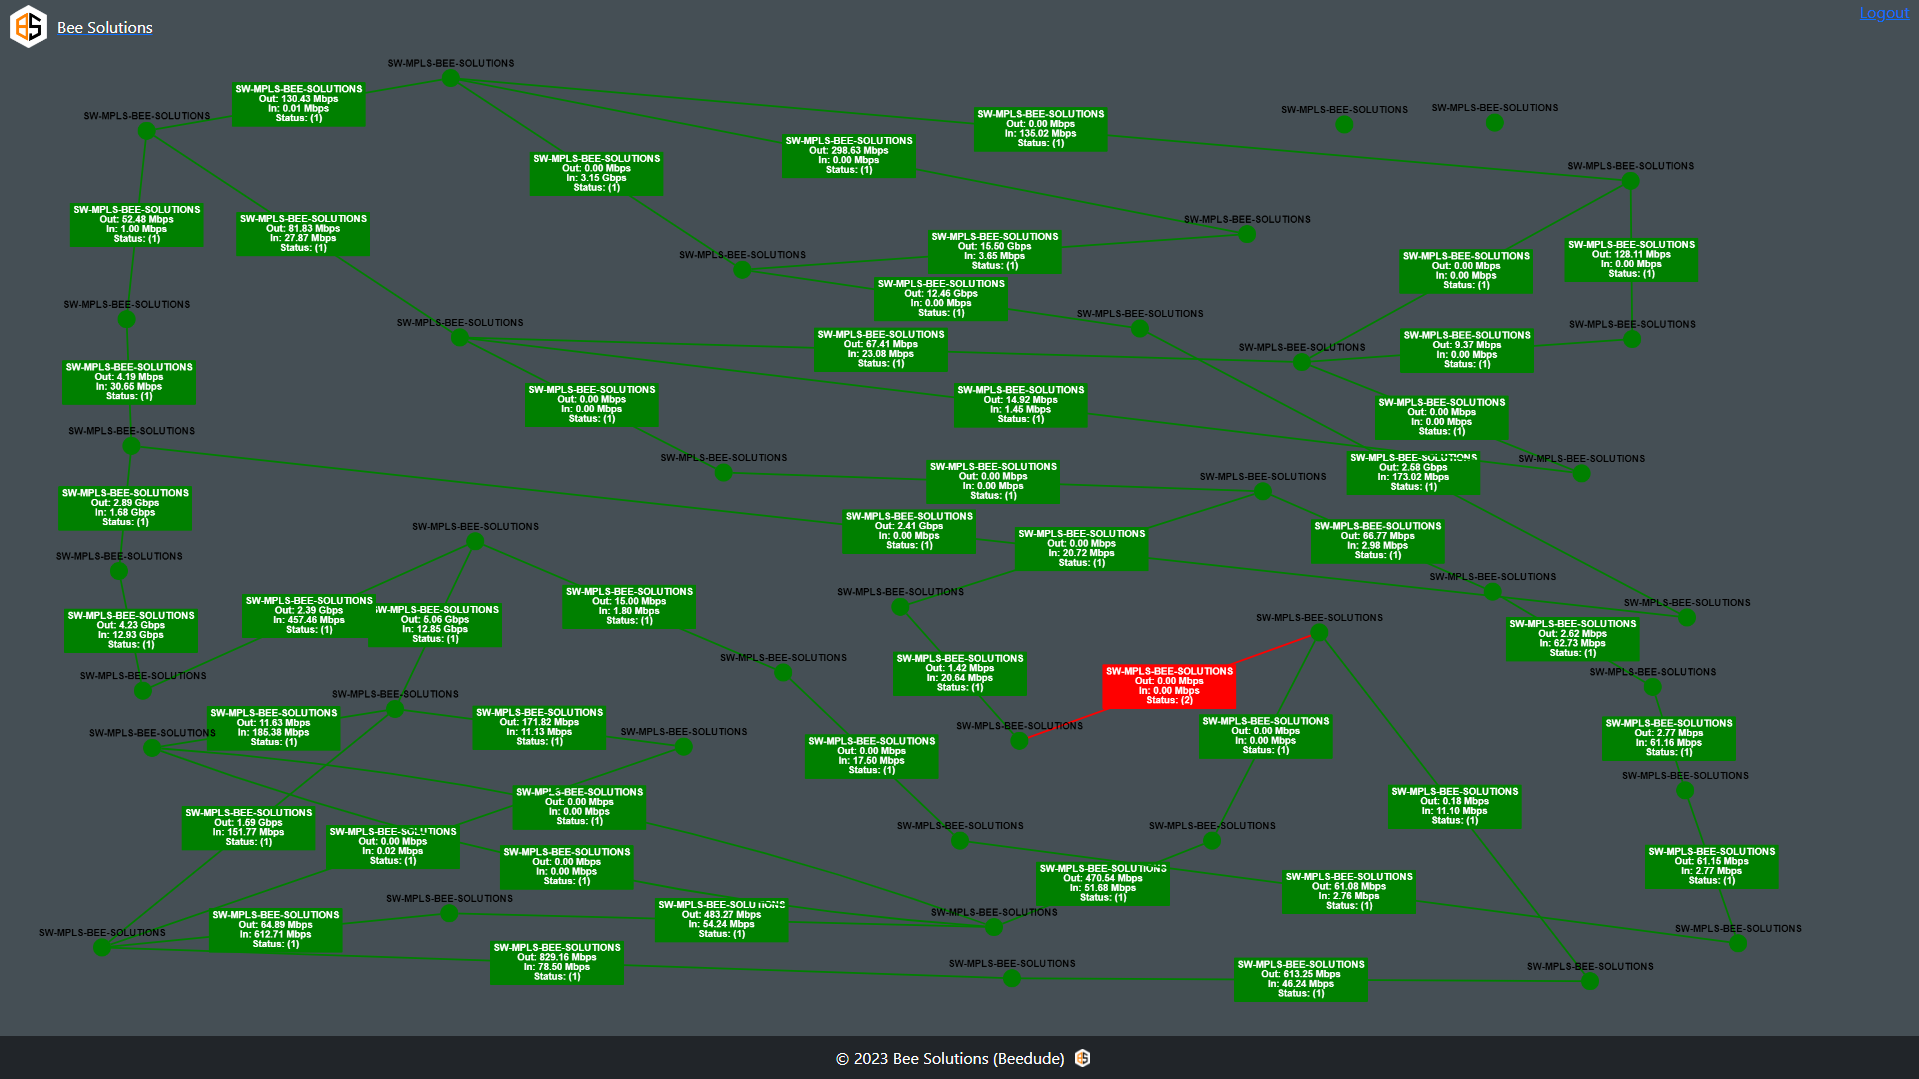 Bee Solutions
Logout
SW-MPLS-BEE-SOLUTIONS
SW-MPLS-BEE-SOLUTIONS
Out: 130.43 Mbps
In: 0.01 Mbps
Status: (1)
SW-MPLS-BEE-SOLUTIONS
SW-MPLS-BEE-SOLUTIONS
Out: 0.00 Mbps
In: 135.02 Mbps
Status: (1)
SW-MPLS-BEE-SOLUTIONS
SW-MPLS-BEE-SOLUTIONS
SW-MPLS-BEE-SOLUTIONS
Out: 298.63 Mbps
In: 0.00 Mbps
Status: (1)
SW-MPLS-BEE-SOLUTIONS
Out: 0.00 Mbps
In: 3.15 Gbps
Status: (1)
SW-MPLS-BEE-SOLUTIONS
SW-MPLS-BEE-SOLUTIONS
Out: 52.48 Mbps
In: 1.00 Mbps
Status: (1)
SW-MPLS-BEE-SOLUTIONS
Out: 81.83 Mbps
In: 27.87 Mbps
Status: (1)
SW-MPLS-BEE-SOLUTIONS
SW-MPLS-BEE-SOLUTIONS
Out: 15.50 Gbps
In: 3.65 Mbps
Status: (1)
SW-MPLS-BEE-SOLUTIONS
SW-MPLS-BEE-SOLUTIONS
Out: 0.00 Mbps
In: 0.00 Mbps
Status: (1)
SW-MPLS-BEE-SOLUTIONS
Out: 128.11 Mbps
In: 0.00 Mbps
Status: (1)
SW-MPLS-BEE-SOLUTIONS
Out: 12.46 Gbps
In: 0.00 Mbps
Status: (1)
SW-MPLS-BEE-SOLUTIONS
SW-MPLS-BEE-SOLUTIONS
SW-MPLS-BEE-SOLUTIONS
SW-MPLS-BEE-SOLUTIONS
Out: 67.41 Mbps
In: 23.08 Mbps
Status: (1)
SW-MPLS-BEE-SOLUTIONS
SW-MPLS-BEE-SOLUTIONS
Out: 9.37 Mbps
In: 0.00 Mbps
Status: (1)
SW-MPLS-BEE-SOLUTIONS
SW-MPLS-BEE-SOLUTIONS
Out: 4.19 Mbps
In: 30.65 Mbps
Status: (1)
SW-MPLS-BEE-SOLUTIONS
Out: 0.00 Mbps
In: 0.00 Mbps
Status: (1)
SW-MPLS-BEE-SOLUTIONS
Out: 14.92 Mbps
In: 1.45 Mbps
Status: (1)
SW-MPLS-BEE-SOLUTIONS
Out: 0.00 Mbps
In: 0.00 Mbps
Status: (1)
SW-MPLS-BEE-SOLUTIONS
SW-MPLS-BEE-SOLUTIONS
SW-MPLS-BEE-SOLUTIONS
Out: 0.00 Mbps
In: 0.00 Mbps
Status: (1)
SW-MPLS-BEE-SOLUTIONS
SW-MPLS-BEE-SOLUTIONS
Out: 2.58 Gbps
In: 173.02 Mbps
Status: (1)
SW-MPLS-BEE-SOLUTIONS
SW-MPLS-BEE-SOLUTIONS
Out: 2.89 Gbps
In: 1.68 Gbps
Status: (1)
SW-MPLS-BEE-SOLUTIONS
SW-MPLS-BEE-SOLUTIONS
Out: 2.41 Gbps
In: 0.00 Mbps
Status: (1)
SW-MPLS-BEE-SOLUTIONS
Out: 0.00 Mbps
In: 20.72 Mbps
Status: (1)
SW-MPLS-BEE-SOLUTIONS
Out: 66.77 Mbps
In: 2.98 Mbps
Status: (1)
SW-MPLS-BEE-SOLUTIONS
SW-MPLS-BEE-SOLUTIONS
SW-MPLS-BEE-SOLUTIONS
SW-MPLS-BEE-SOLUTIONS
SW-MPLS-BEE-SOLUTIONS
Out: 4.23 Gbps
In: 12.93 Mbps
Status: (1)
SW-MPLS-BEE-SOLUTIONS
Out: 2.39 Gbps
In: 457.46 Mbps
Status: (1)
SW-MPLS-BEE-SOLUTIONS
Out: 5.06 Gbps
In: 12.85 Gbps
Status: (1)
SW-MPLS-BEE-SOLUTIONS
Out: 15.00 Mbps
In: 1.80 Mbps
Status: (1)
SW-MPLS-BEE-SOLUTIONS
SW-MPLS-BEE-SOLUTIONS
Out: 2.62 Mbps
In: 62.73 Mbps
Status: (1)
SW-MPLS-BEE-SOLUTIONS
SW-MPLS-BEE-SOLUTIONS
SW-MPLS-BEE-SOLUTIONS
Out: 1.42 Mbps
In: 20.64 Mbps
Status: (1)
SW-MPLS-BEE-SOLUTIONS
Out: 0.00 Mbps
In: 0.00 Mbps
Status: (2)
SW-MPLS-BEE-SOLUTIONS
SW-MPLS-BEE-SOLUTIONS
SW-MPLS-BEE-SOLUTIONS
SW-MPLS-BEE-SOLUTIONS
SW-MPLS-BEE-SOLUTIONS
Out: 11.63 Mbps
In: 185.38 Mbps
Status: (1)
SW-MPLS-BEE-SOLUTIONS
Out: 171.82 Mbps
In: 11.13 Mbps
Status: (1)
SW-MPLS-BEE-SOLUTIONS
SW-MPLS-BEE-SOLUTIONS
Out: 0.00 Mbps
In: 17.50 Mbps
Status: (1)
SW-MPLS-BEE-SOLUTIONS
SW-MPLS-BEE-SOLUTIONS
Out: 0.00 Mbps
In: 0.00 Mbps
Status: (1)
SW-MPLS-BEE-SOLUTIONS
Out: 2.77 Mbps
In: 61.16 Mbps
Status: (1)
SW-MPLS-BEE-SOLUTIONS
SW-MPLS-BEE-SOLUTIONS
Out: 1.69 Gbps
In: 151.77 Mbps
Status: (1)
SW-MPLS-BEE-SOLUTIONS
Out: 0.00 Mbps
In: 0.00 Mbps
Status: (1)
SW-MPLS-BEE-SOLUTIONS
Out: 0.18 Mbps
In: 11.10 Mbps
Status: (1)
SW-MPLS-BEE-SOLUTIONS
Out: 0.00 Mbps
In: 0.02 Mbps
Status: (1)
SW-MPLS-BEE-SOLUTIONS
Out: 0.00 Mbps
In: 0.00 Mbps
Status: (1)
SW-MPLS-BEE-SOLUTIONS
SW-MPLS-BEE-SOLUTIONS
SW-MPLS-BEE-SOLUTIONS
Out: 61.15 Mbps
In: 2.77 Mbps
Status: (1)
SW-MPLS-BEE-SOLUTIONS
Out: 470.54 Mbps
In: 51.68 Mbps
Status: (1)
SW-MPLS-BEE-SOLUTIONS
Out: 61.08 Mbps
In: 2.76 Mbps
Status: (1)
SW-MPLS-BEE-SOLUTIONS
SW-MPLS-BEE-SOLUTIONS
SW-MPLS-BEE-SOLUTIONS
Out: 64.89 Mbps
In: 612.71 Mbps
Status: (1)
SW-MPLS-BEE-SOLUTIONS
Out: 483.27 Mbps
In: 54.24 Mbps
Status: (1)
SW-MPLS-BEE-SOLUTIONS
SW-MPLS-BEE-SOLUTIONS
SW-MPLS-BEE-SOLUTIONS
Out: 829.16 Mbps
In: 78.50 Mbps
Status: (1)
SW-MPLS-BEE-SOLUTIONS
SW-MPLS-BEE-SOLUTIONS
Out: 613.25 Mbps
In: 46.24 Mbps
Status: (1)
SW-MPLS-BEE-SOLUTIONS
© 2023 Bee Solutions (Beedude)